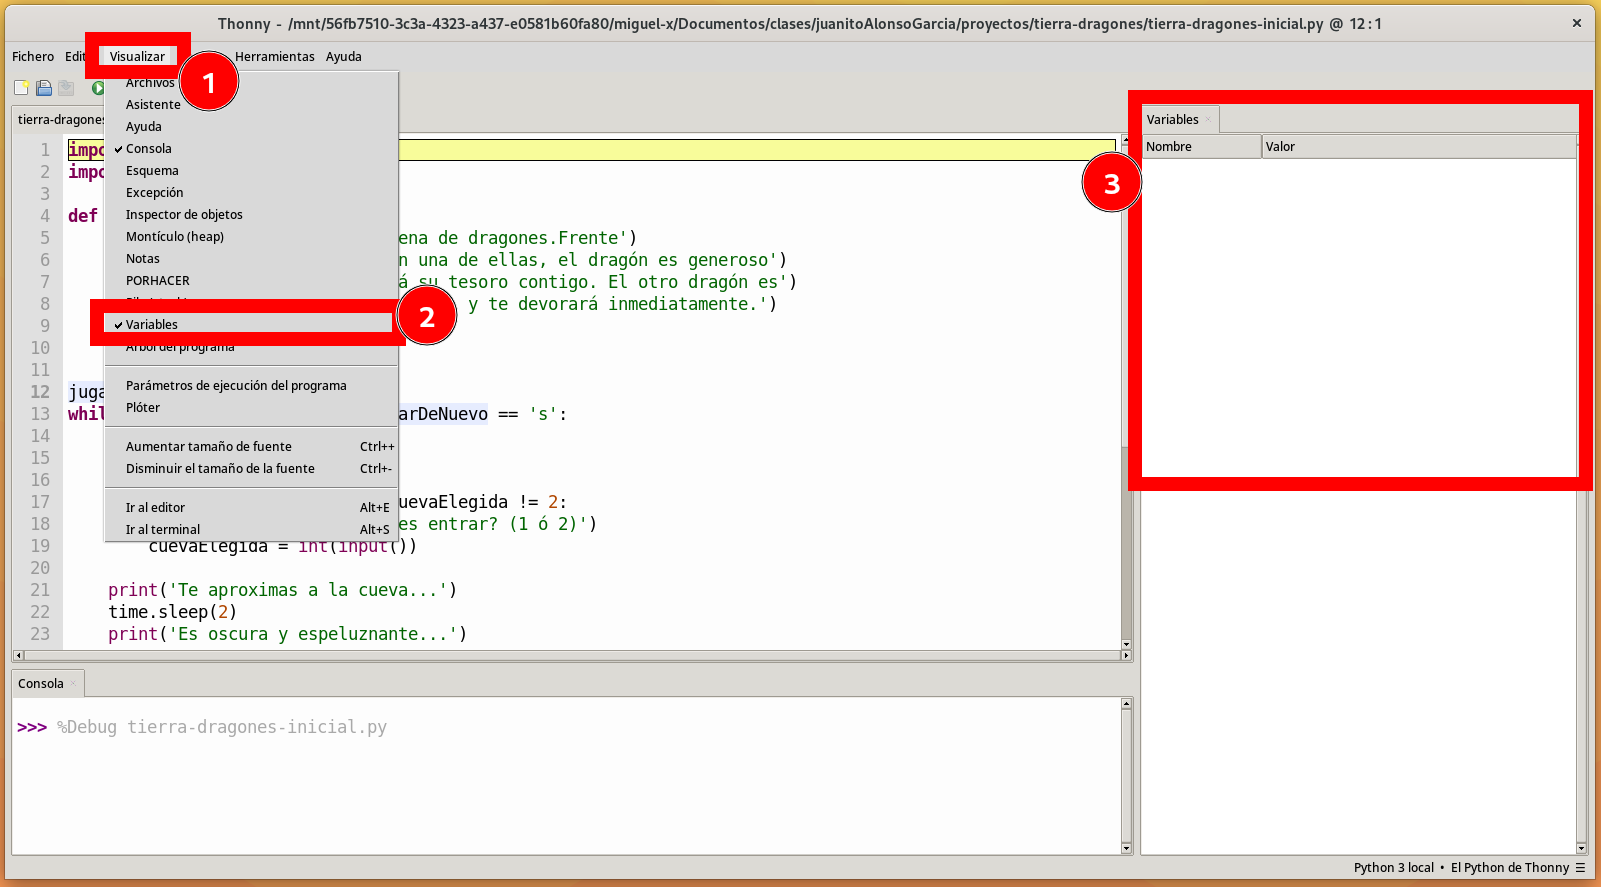 Thonny - /mnt/56fb7510-3c3a-4323-a437-e0581b60fa80/miguel-x/Documentos/clases/juanitoAlonsoGarcia/proyectos/tierra-dragones/tierra-dragones-inicial.py @ 12:1
Fichero Edit Visualizar Herramientas Ayuda
1
Archivos
Asistente
Ayuda
Consola
Esquema
Excepción
Inspector de objetos
Montículo (heap)
Notas
PORHACER
Variables
2
Árbol del programa
Parámetros de ejecución del programa
Plóter
Aumentar tamaño de fuente Ctrl++
Disminuir el tamaño de la fuente Ctrl+-
Ir al editor Alt+E
Ir al terminal Alt+S
tierra-dragones
1 impo
2 impo
3
4 def
5 ena de dragones.Frente')
6 n una de ellas, el dragón es generoso')
7 á su tesoro contigo. El otro dragón es')
8 y te devorará inmediatamente.')
9
10
11
12 juga
13 whil arDeNuevo == 's':
14
15
16
17 uevaElegida != 2:
18 es entrar? (1 ó 2)')
19 cuevaElegida = int(input())
20
21 print('Te aproximas a la cueva...')
22 time.sleep(2)
23 print('Es oscura y espeluznante...')
Variables
Nombre Valor
3
Consola
>>> %Debug tierra-dragones-inicial.py
Python 3 local • El Python de Thonny ☰